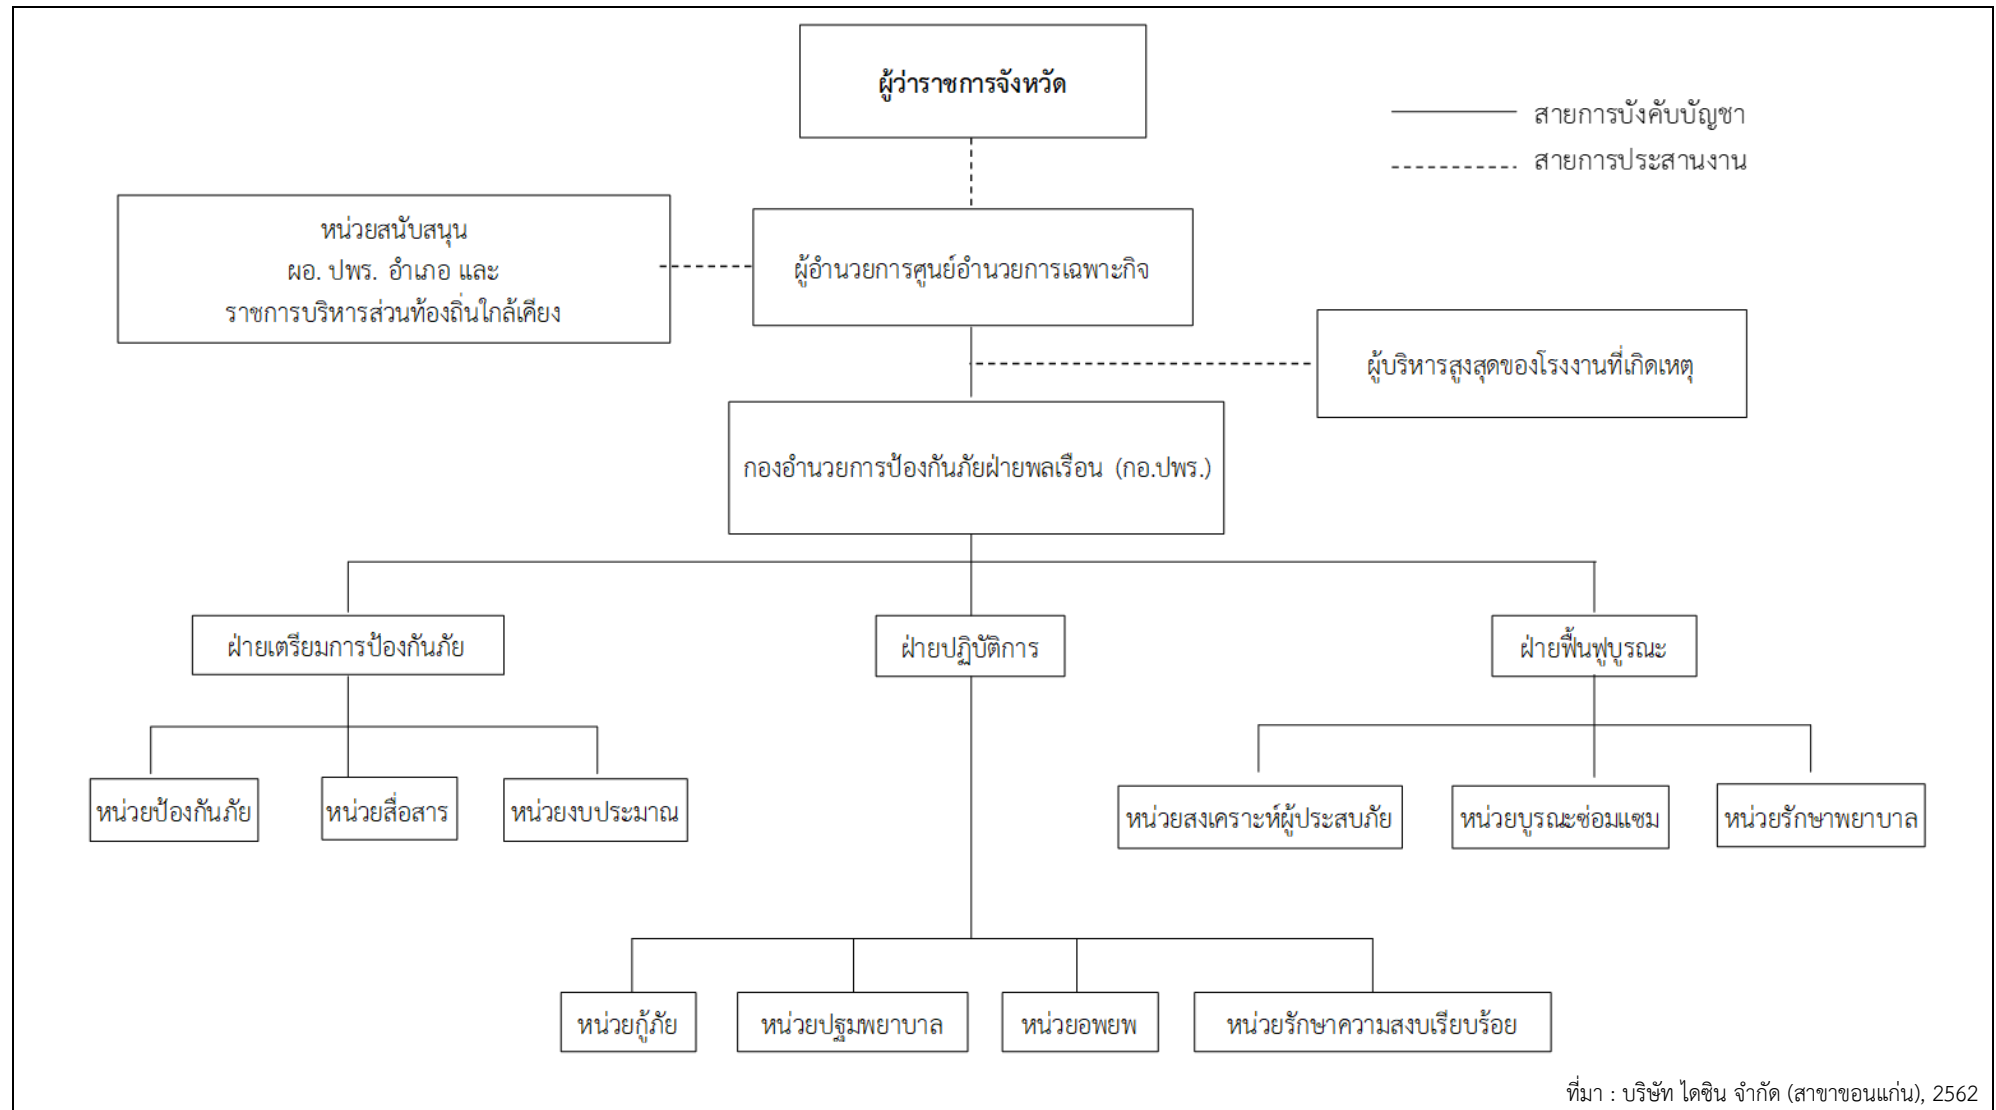 ผู้ว่าราชการจังหวัด
สายการบังคับบัญชา
สายการประสานงาน
หน่วยสนับสนุน
ผอ. ปพร. อำเภอ และ
ราชการบริหารส่วนท้องถิ่นใกล้เคียง
ผู้อำนวยการศูนย์อำนวยการเฉพาะกิจ
ผู้บริหารสูงสุดของโรงงานที่เกิดเหตุ
กองอำนวยการป้องกันภัยฝ่ายพลเรือน (กอ.ปพร.)
ฝ่ายเตรียมการป้องกันภัย
ฝ่ายปฏิบัติการ
ฝ่ายฟื้นฟูบูรณะ
หน่วยป้องกันภัย
หน่วยสื่อสาร
หน่วยงบประมาณ
หน่วยสงเคราะห์ผู้ประสบภัย
หน่วยบูรณะซ่อมแซม
หน่วยรักษาพยาบาล
หน่วยกู้ภัย
หน่วยปฐมพยาบาล
หน่วยอพยพ
หน่วยรักษาความสงบเรียบร้อย
ที่มา : บริษัท ไดซิน จำกัด (สาขาขอนแก่น), 2562